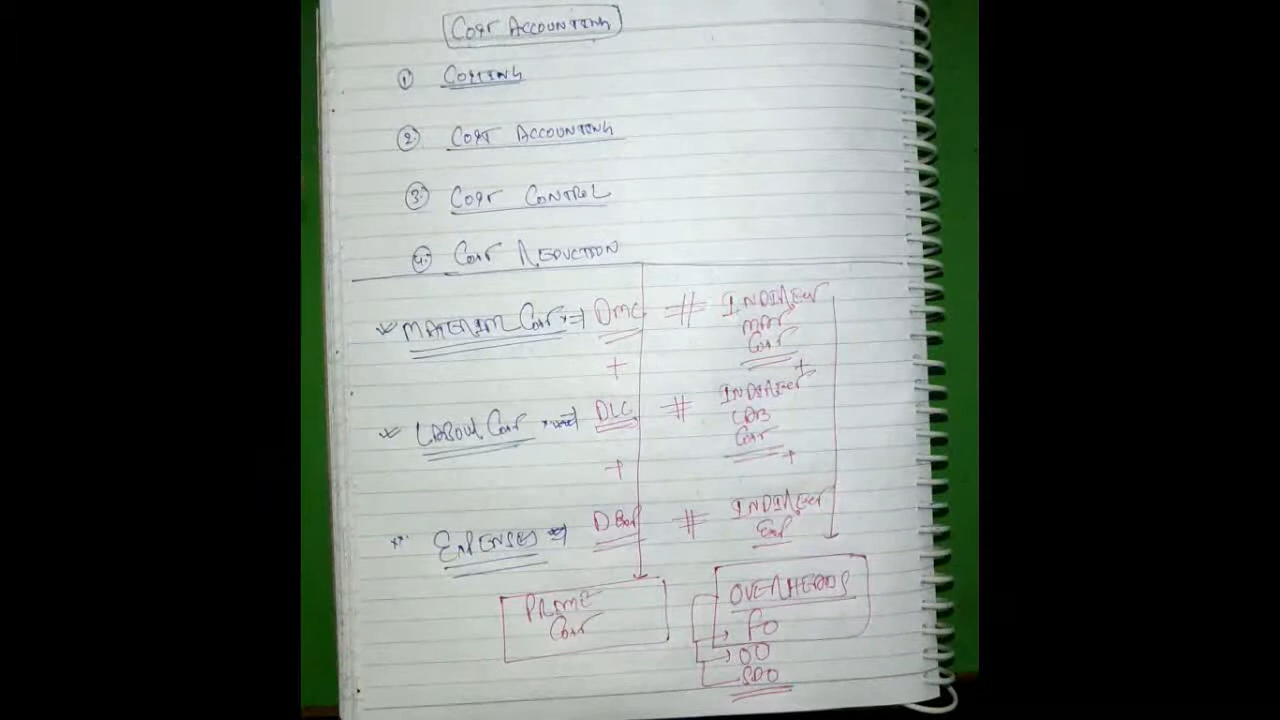 COST ACCOUNTING
1 COSTING
2. COST ACCOUNTING
3. COST CONTROL
4. COST REDUCTION
* MATERIAL COST => DMC # INDIRECT
MAT
COST
+ +
* LABOUR COST => DLC # INDIRECT
LAB
COST
+ +
* EXPENSES => DExp # INDIRECT
Exp
PRIME
COST
OVERHEADS
FO
OO
SDO